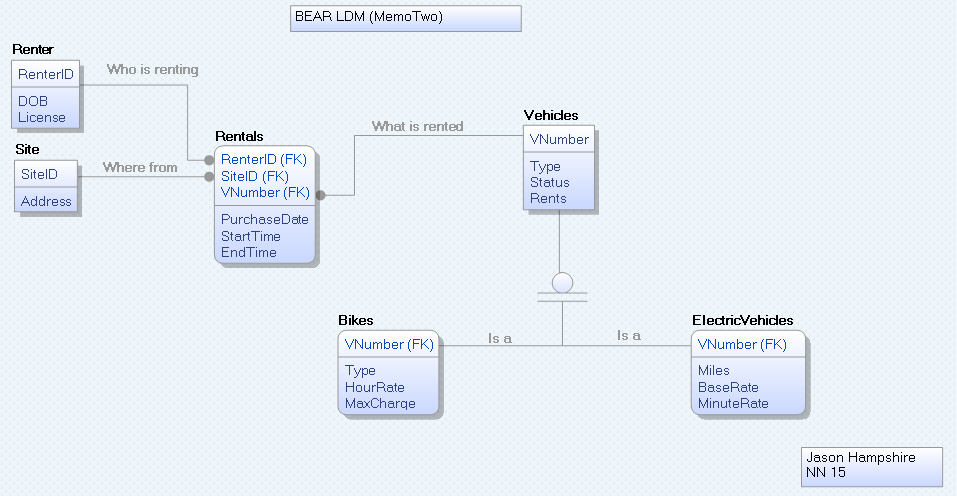 BEAR LDM (MemoTwo)
Renter
RenterID
DOB
License
Who is renting
Site
SiteID
Address
Where from
Rentals
RenterID (FK)
SiteID (FK)
VNumber (FK)
PurchaseDate
StartTime
EndTime
What is rented
Vehicles
VNumber
Type
Status
Rents
Bikes
VNumber (FK)
Type
HourRate
MaxCharge
Is a
Is a
ElectricVehicles
VNumber (FK)
Miles
BaseRate
MinuteRate
Jason Hampshire
NN 15